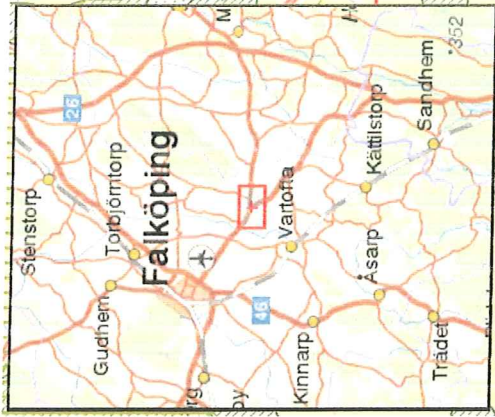 Stenstorp
26
Torbjörntorp
Gudhem
Falköping
Vartofta
46
Kättilstorp
Sandhem
352
Kinnarp
Åsarp
Trädet